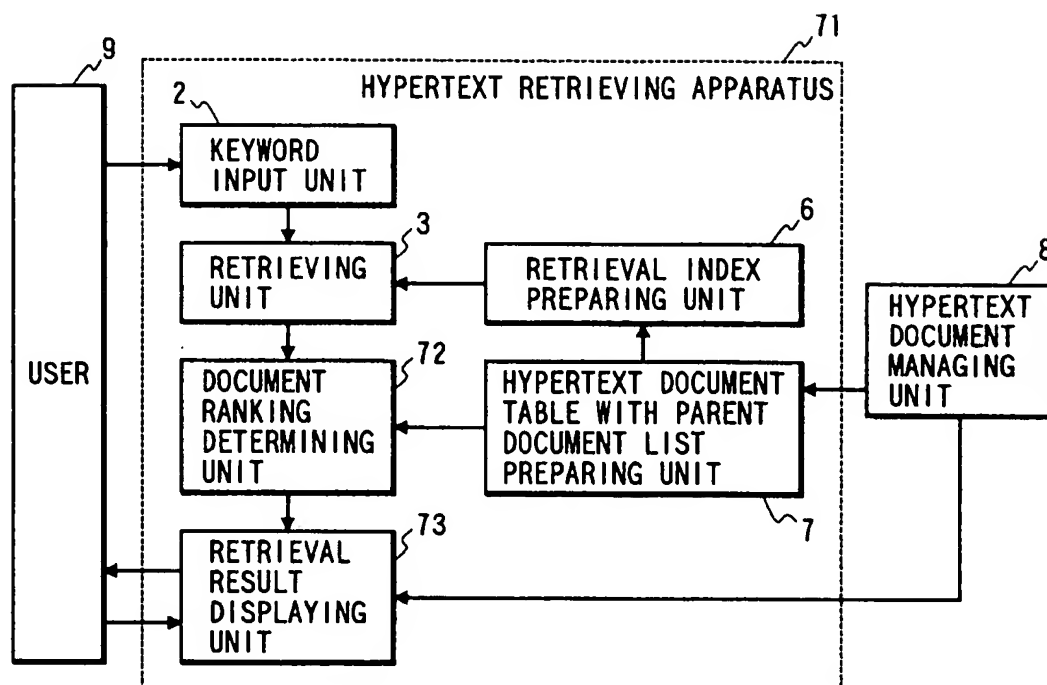 71
9
HYPERTEXT RETRIEVING APPARATUS
2
KEYWORD
INPUT UNIT
3
RETRIEVING
UNIT
6
RETRIEVAL INDEX
PREPARING UNIT
8
HYPERTEXT
DOCUMENT
MANAGING
UNIT
USER
72
DOCUMENT
RANKING
DETERMINING
UNIT
HYPERTEXT DOCUMENT
TABLE WITH PARENT
DOCUMENT LIST
PREPARING UNIT
7
73
RETRIEVAL
RESULT
DISPLAYING
UNIT